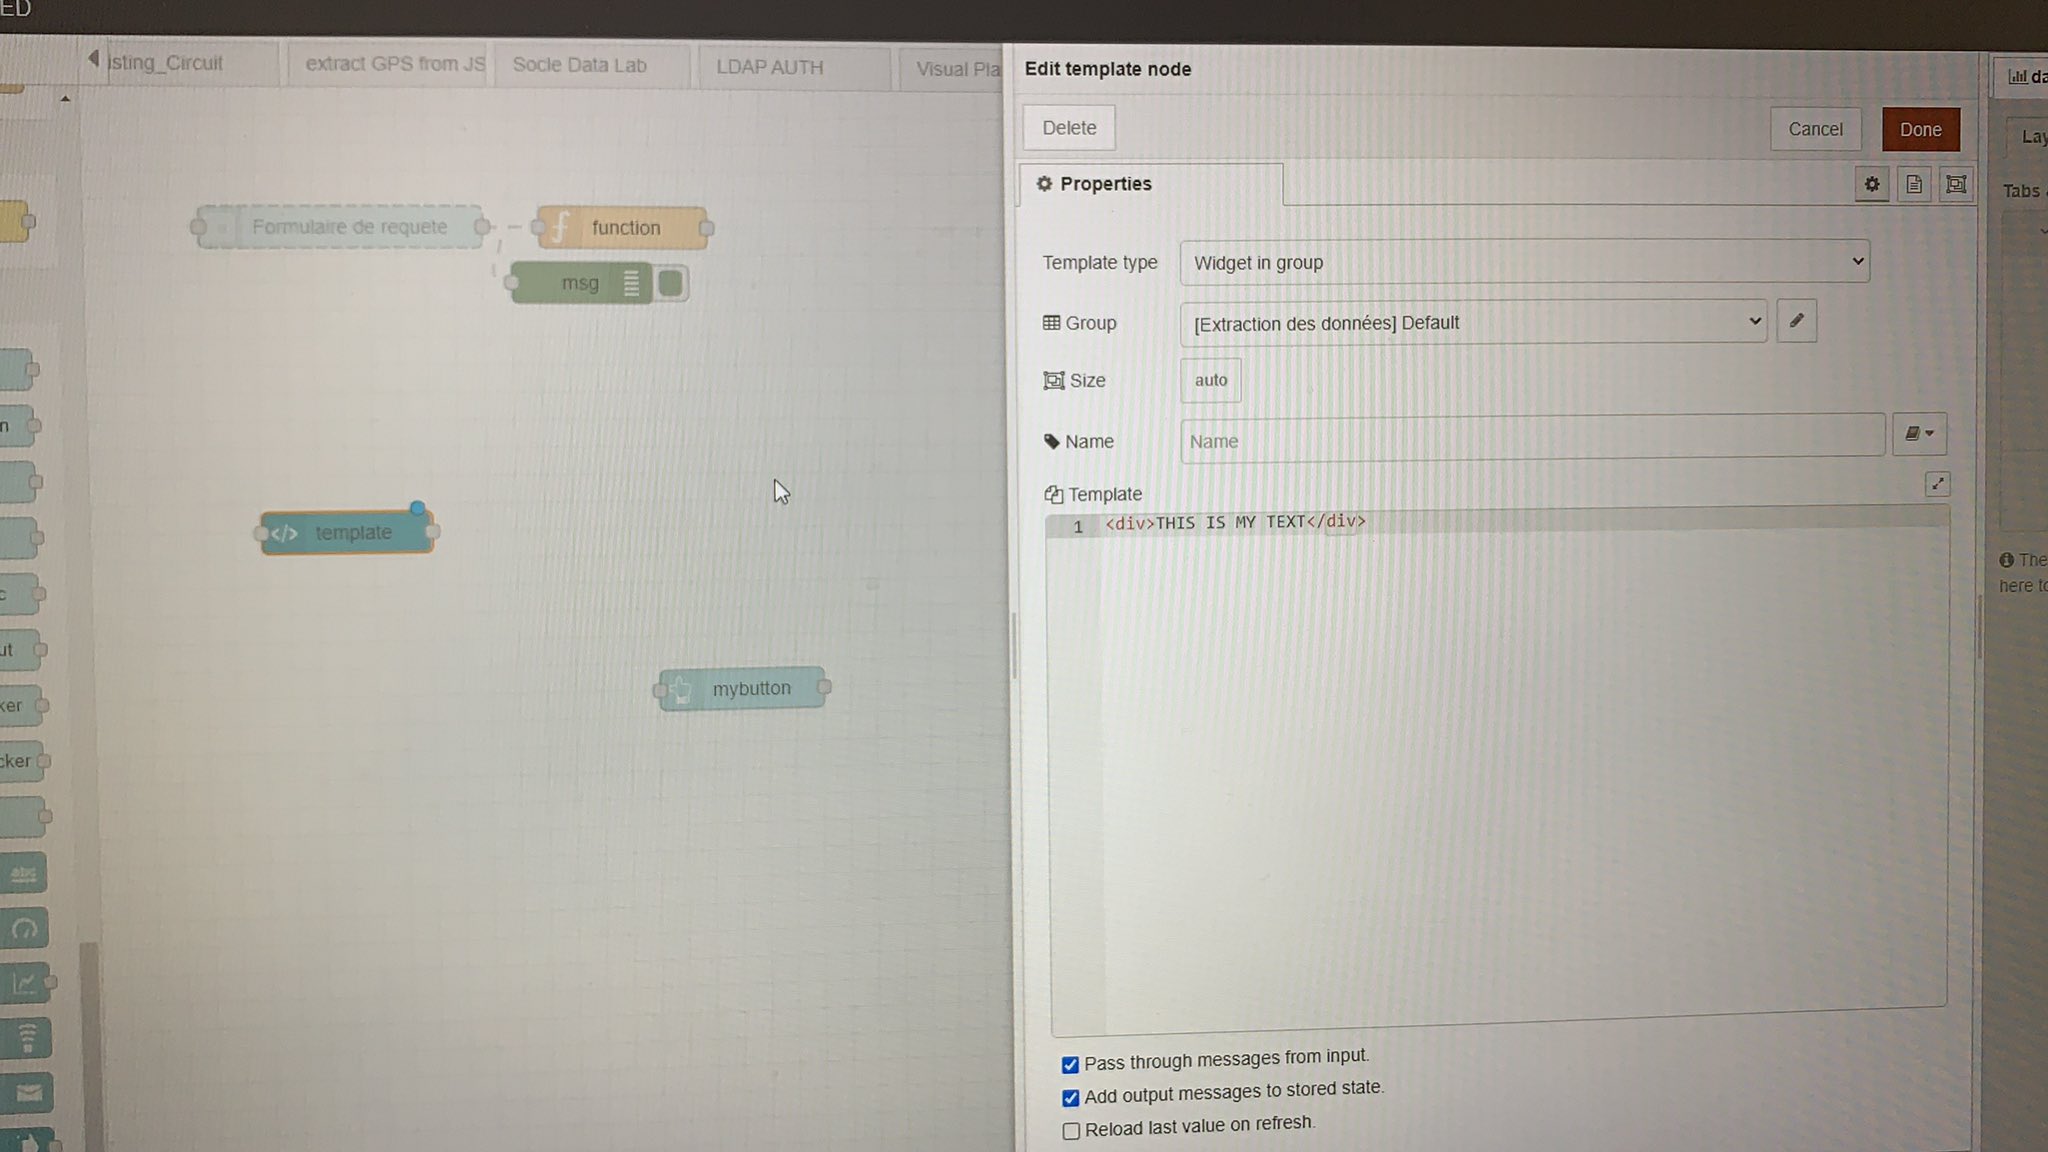 ED
isting_Circuit
extract GPS from JS
Socle Data Lab
LDAP AUTH
Visual Pla
Edit template node
da
Delete
Cancel
Done
Lay
Properties
Tabs
Formulaire de requete
function
msg
Template type
Widget in group
Group
[Extraction des données] Default
Size
auto
Name
Name
Template
1 <div>THIS IS MY TEXT</div>
template
The
here to
mybutton
n
c
ut
ker
cker
abc
Pass through messages from input.
Add output messages to stored state.
Reload last value on refresh.